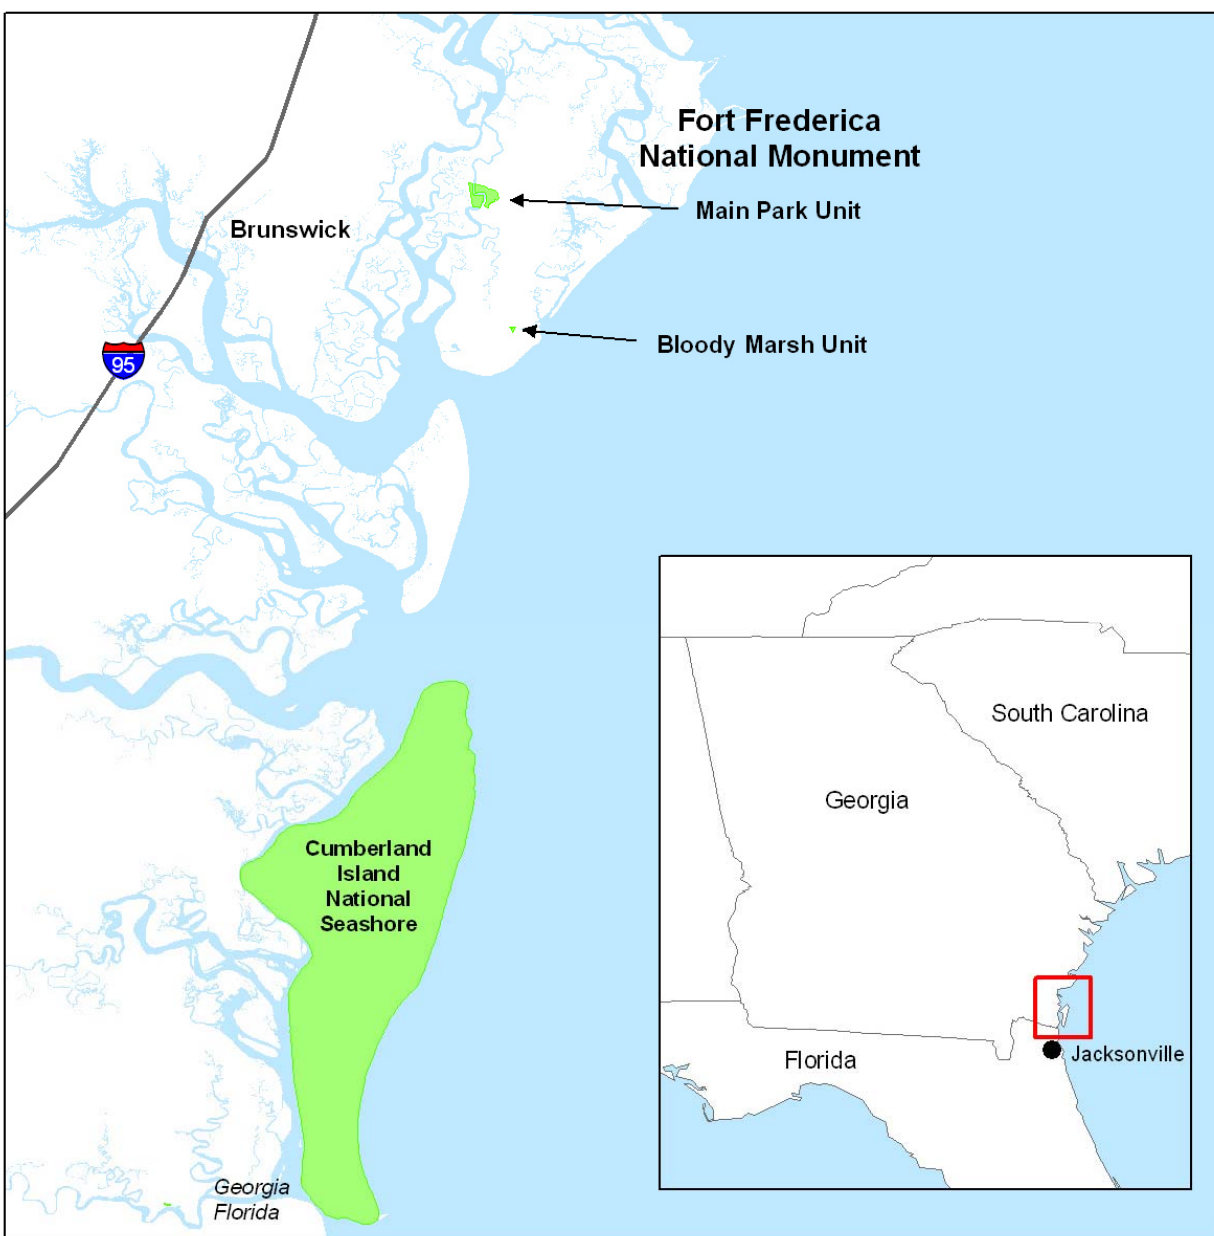 Fort Frederica
National Monument
Main Park Unit
Brunswick
Bloody Marsh Unit
95
South Carolina
Georgia
Cumberland
Island
National
Seashore
Jacksonville
Florida
Georgia
Florida